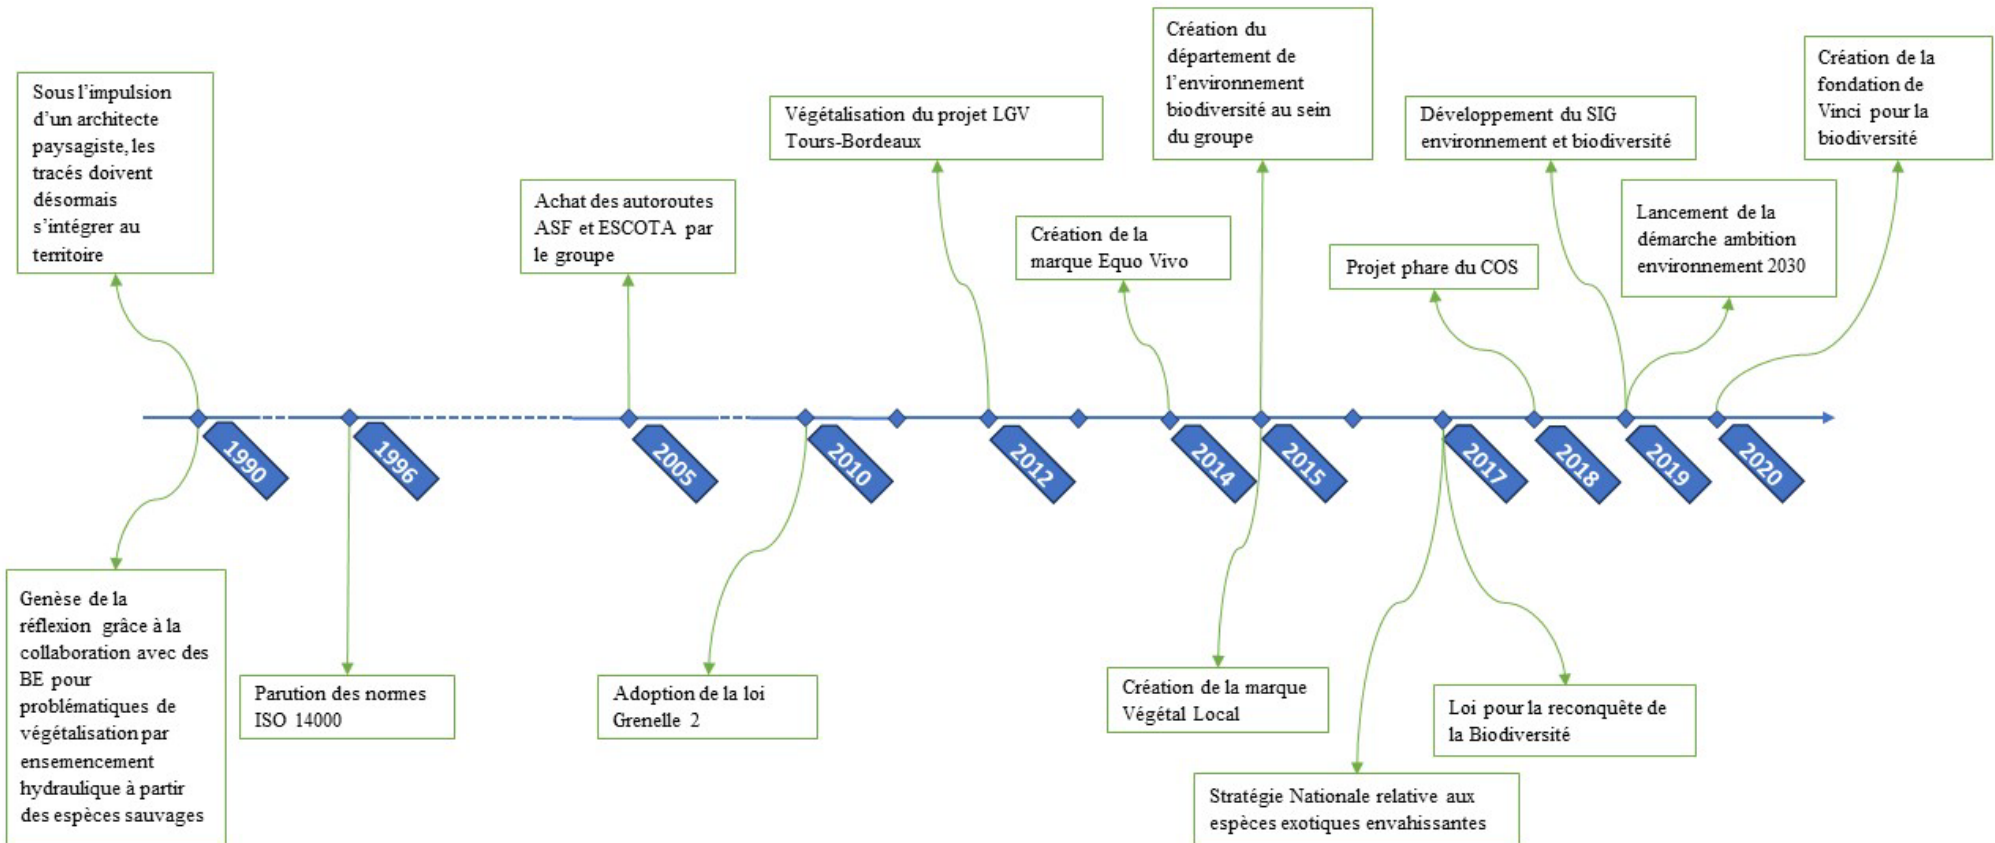 Sous l'impulsion
d'un architecte
paysagiste, les
tracés doivent
désormais
s'intégrer au
territoire
Achat des autoroutes
ASF et ESCOTA par
le groupe
Végétalisation du projet LGV
Tours-Bordeaux
Création de la
marque Equo Vivo
Création du
département de
l'environnement
biodiversité au sein
du groupe
Projet phare du COS
Développement du SIG
environnement et biodiversité
Lancement de la
démarche ambition
environnement 2030
Création de la
fondation de
Vinci pour la
biodiversité
1990
1996
2005
2010
2012
2014
2015
2017
2018
2019
2020
Genèse de la
réflexion grâce à la
collaboration avec des
BE pour
problématiques de
végétalisation par
ensemencement
hydraulique à partir
des espèces sauvages
Parution des normes
ISO 14000
Adoption de la loi
Grenelle 2
Création de la marque
Végétal Local
Stratégie Nationale relative aux
espèces exotiques envahissantes
Loi pour la reconquête de
la Biodiversité